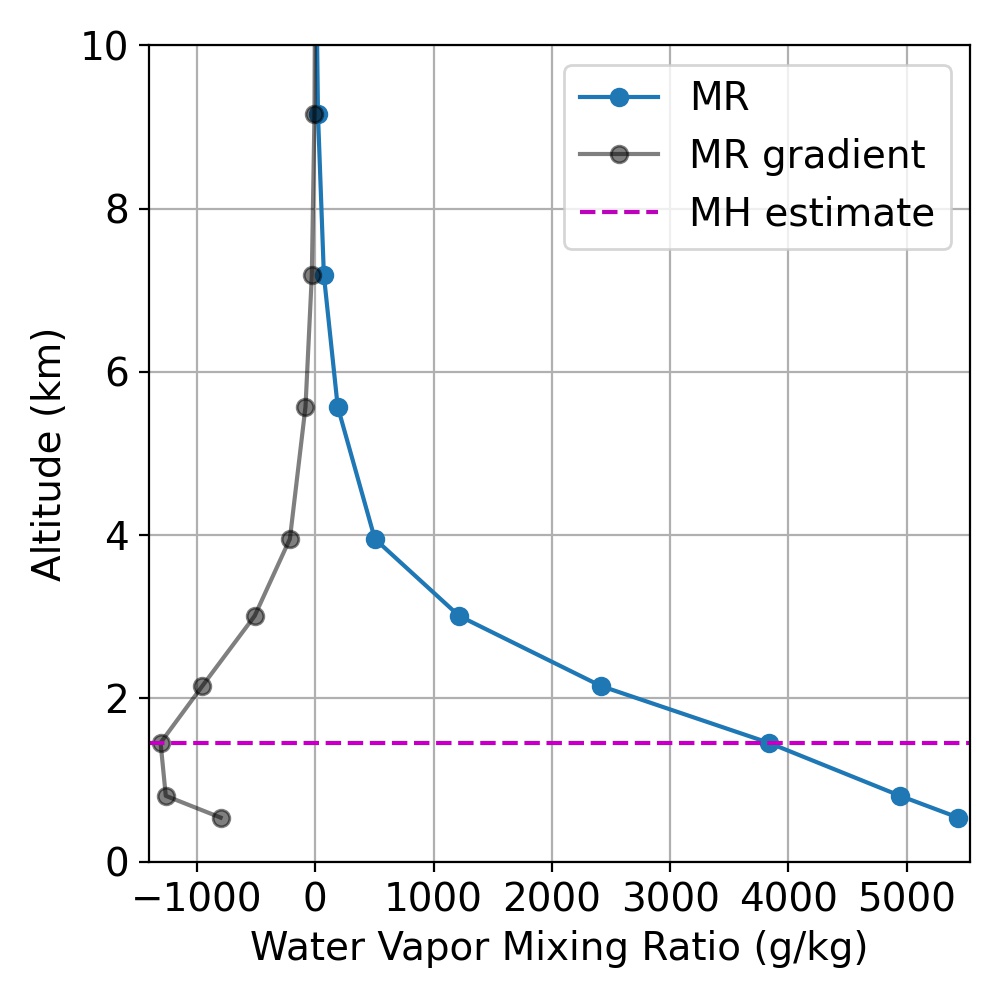 10
8
6
4
2
0
Altitude (km)
MR
MR gradient
MH estimate
−1000 0 1000 2000 3000 4000 5000
Water Vapor Mixing Ratio (g/kg)